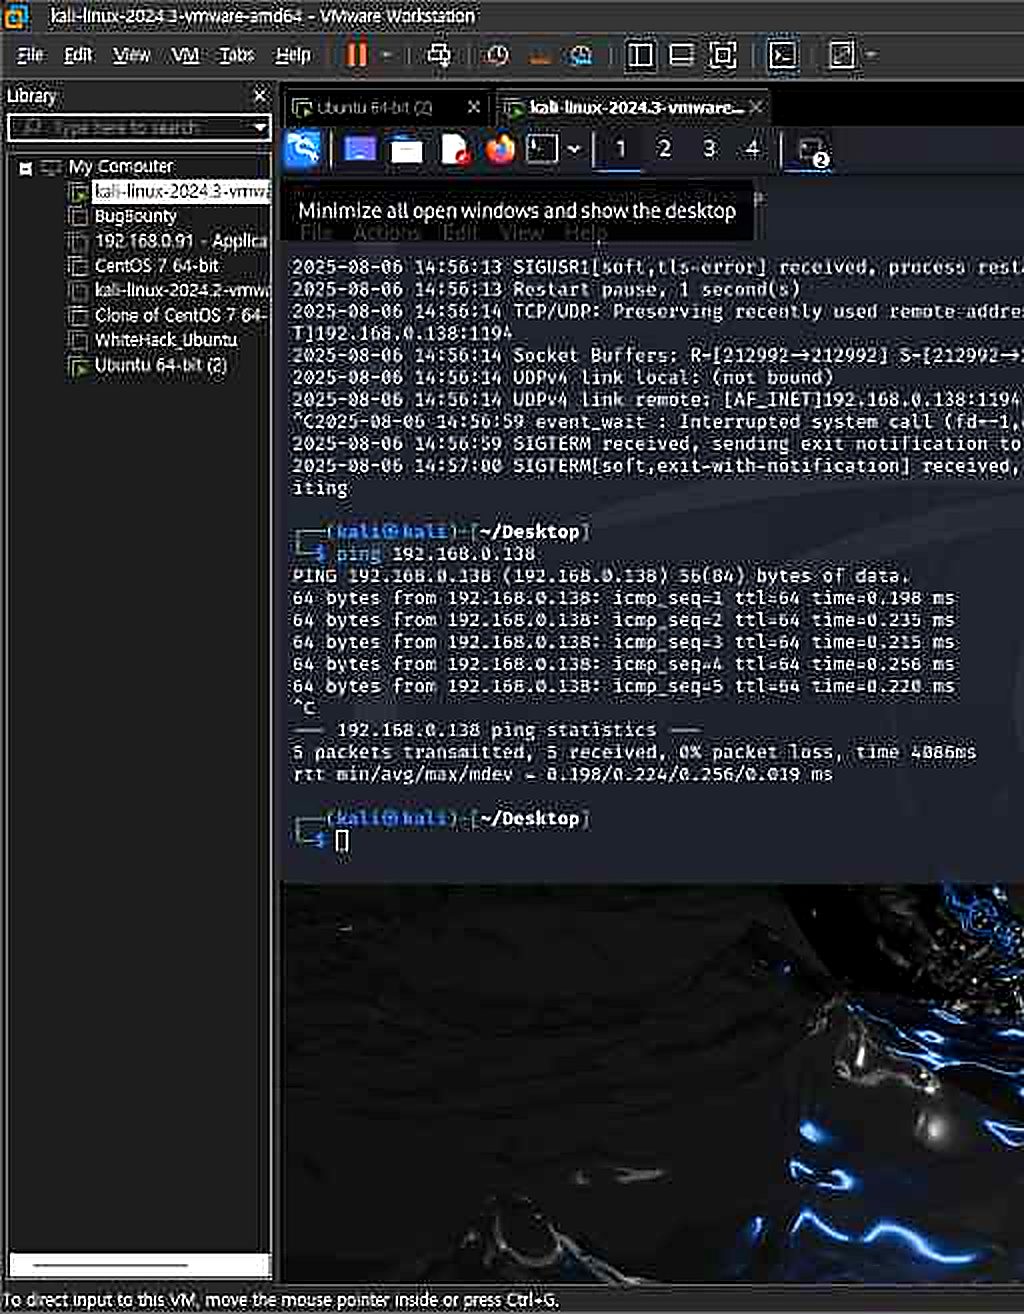 kali-linux-2024.3-vmware-amd64 - VMware Workstation
File Edit View VM Tabs Help
Library
Type here to search
My Computer
kali-linux-2024.3-vmwa
BugBounty
192.168.0.91 - Applica
CentOS 7 64-bit
kali-linux-2024.2-vmwa
Clone of CentOS 7 64-
WhiteHack_Ubuntu
Ubuntu 64-bit (2)
Ubuntu 64-bit (2) kali-linux-2024.3-vmware...
1 2 3 4 2
Minimize all open windows and show the desktop
File Actions Edit View Help
2025-08-06 14:56:13 SIGUSR1[soft,tls-error] received, process resta
2025-08-06 14:56:13 Restart pause, 1 second(s)
2025-08-06 14:56:14 TCP/UDP: Preserving recently used remote addres
T]192.168.0.138:1194
2025-08-06 14:56:14 Socket Buffers: R=[212992→212992] S=[212992→
2025-08-06 14:56:14 UDPv4 link local: (not bound)
2025-08-06 14:56:14 UDPv4 link remote: [AF_INET]192.168.0.138:1194
^C2025-08-06 14:56:59 event_wait : Interrupted system call (fd=-1,
2025-08-06 14:56:59 SIGTERM received, sending exit notification to
2025-08-06 14:57:00 SIGTERM[soft,exit-with-notification] received,
iting
┌──(kali㉿kali)-[~/Desktop]
└─$ ping 192.168.0.138
PING 192.168.0.138 (192.168.0.138) 56(84) bytes of data.
64 bytes from 192.168.0.138: icmp_seq=1 ttl=64 time=0.198 ms
64 bytes from 192.168.0.138: icmp_seq=2 ttl=64 time=0.235 ms
64 bytes from 192.168.0.138: icmp_seq=3 ttl=64 time=0.215 ms
64 bytes from 192.168.0.138: icmp_seq=4 ttl=64 time=0.256 ms
64 bytes from 192.168.0.138: icmp_seq=5 ttl=64 time=0.220 ms
^C
── 192.168.0.138 ping statistics ──
5 packets transmitted, 5 received, 0% packet loss, time 4086ms
rtt min/avg/max/mdev = 0.198/0.224/0.256/0.019 ms
┌──(kali㉿kali)-[~/Desktop]
└─$
To direct input to this VM, move the mouse pointer inside or press Ctrl+G.